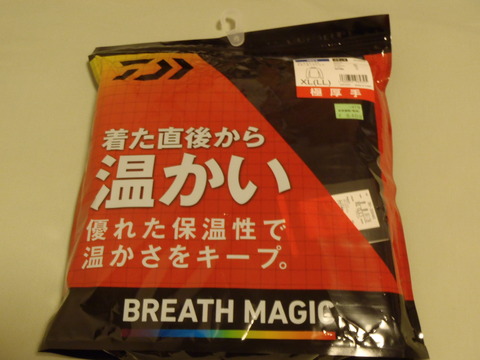 XL(LL)
極厚手
着た直後から
温かい
優れた保温性で
温かさをキープ。
BREATH MAGIC